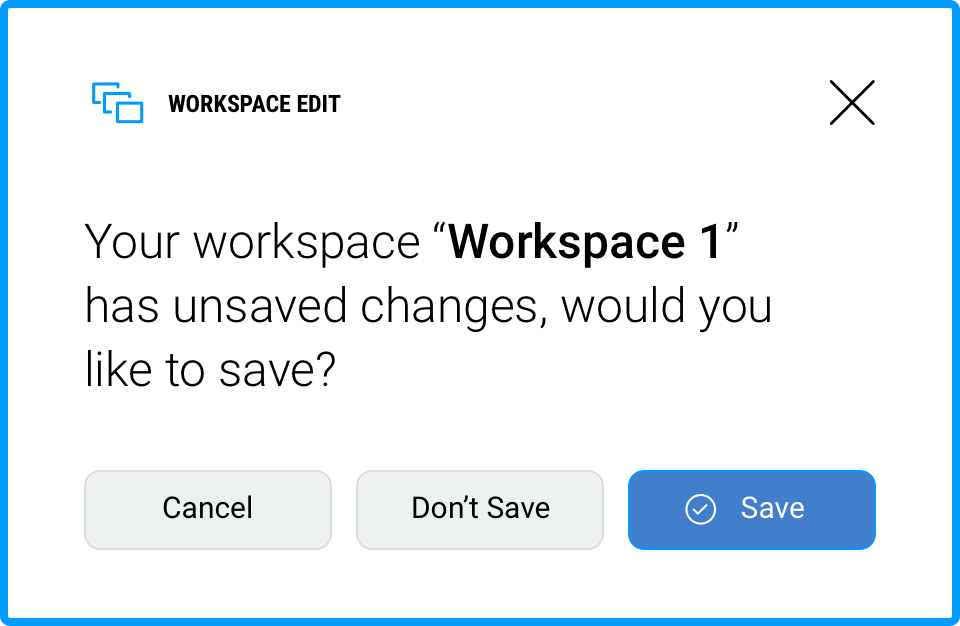 WORKSPACE EDIT
Your workspace “Workspace 1”
has unsaved changes, would you
like to save?
Cancel
Don’t Save
Save